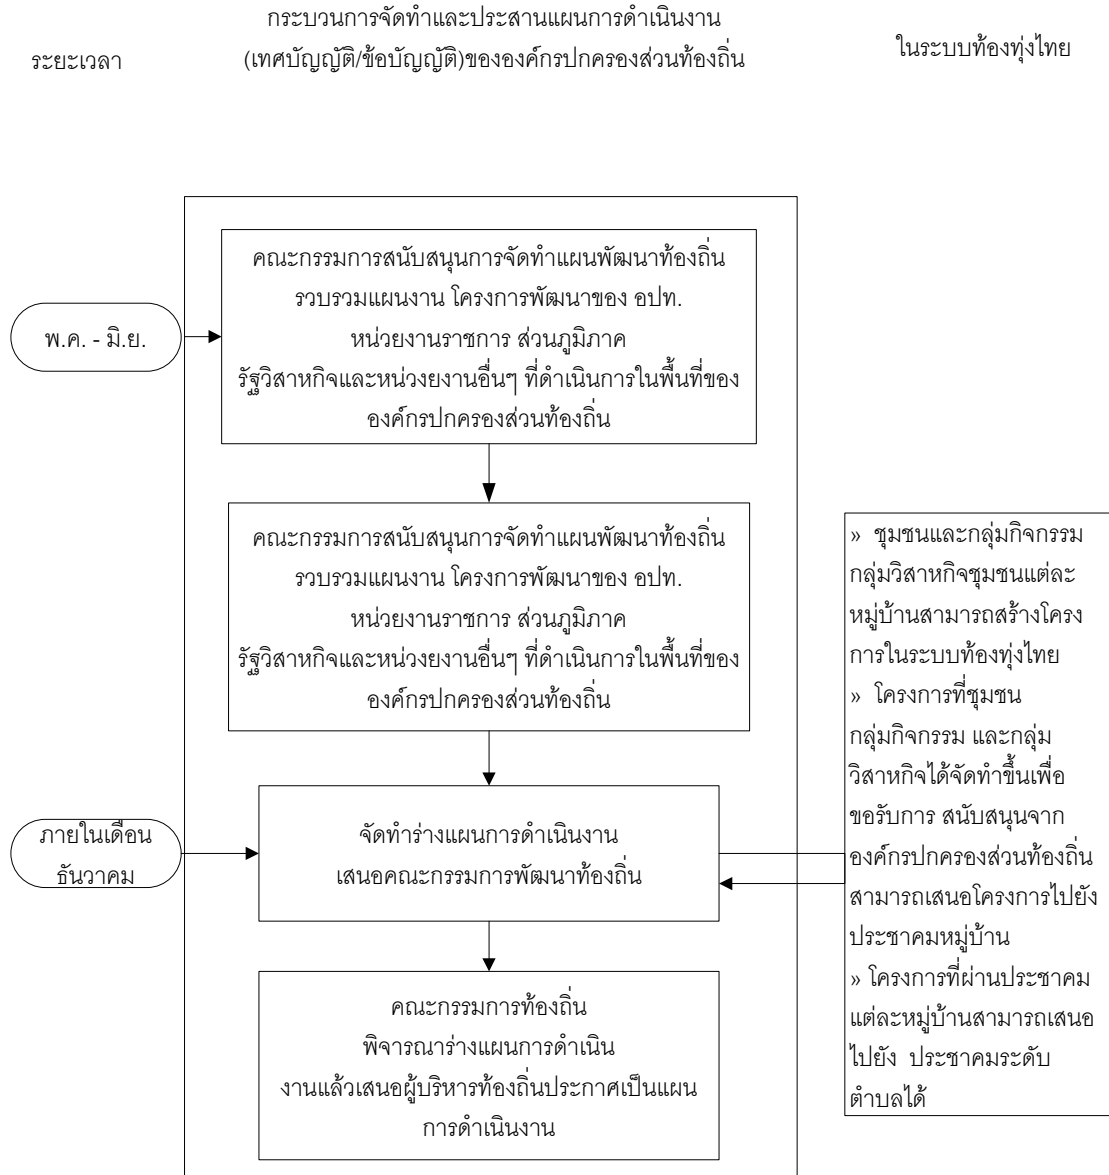 ระยะเวลา
กระบวนการจัดทำและประสานแผนการดำเนินงาน
(เทศบัญญัติ/ข้อบัญญัติ)ขององค์กรปกครองส่วนท้องถิ่น
ในระบบท้องทุ่งไทย
พ.ค. - มิ.ย.
คณะกรรมการสนับสนุนการจัดทำแผนพัฒนาท้องถิ่น
รวบรวมแผนงาน โครงการพัฒนาของ อปท.
หน่วยงานราชการ ส่วนภูมิภาค
รัฐวิสาหกิจและหน่วงยงานอื่นๆ ที่ดำเนินการในพื้นที่ของ
องค์กรปกครองส่วนท้องถิ่น
คณะกรรมการสนับสนุนการจัดทำแผนพัฒนาท้องถิ่น
รวบรวมแผนงาน โครงการพัฒนาของ อปท.
หน่วยงานราชการ ส่วนภูมิภาค
รัฐวิสาหกิจและหน่วงยงานอื่นๆ ที่ดำเนินการในพื้นที่ของ
องค์กรปกครองส่วนท้องถิ่น
ภายในเดือน
ธันวาคม
จัดทำร่างแผนการดำเนินงาน
เสนอคณะกรรมการพัฒนาท้องถิ่น
คณะกรรมการท้องถิ่น
พิจารณาร่างแผนการดำเนิน
งานแล้วเสนอผู้บริหารท้องถิ่นประกาศเป็นแผน
การดำเนินงาน
» ชุมชนและกลุ่มกิจกรรม
กลุ่มวิสาหกิจชุมชนแต่ละ
หมู่บ้านสามารถสร้างโครง
การในระบบท้องทุ่งไทย
» โครงการที่ชุมชน
กลุ่มกิจกรรม และกลุ่ม
วิสาหกิจได้จัดทำขึ้นเพื่อ
ขอรับการ สนับสนุนจาก
องค์กรปกครองส่วนท้องถิ่น
สามารถเสนอโครงการไปยัง
ประชาคมหมู่บ้าน
» โครงการที่ผ่านประชาคม
แต่ละหมู่บ้านสามารถเสนอ
ไปยัง ประชาคมระดับ
ตำบลได้